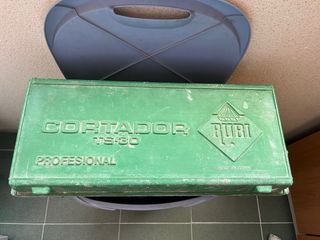 CORTADOR
TS-30
PROFESIONAL
RUBI